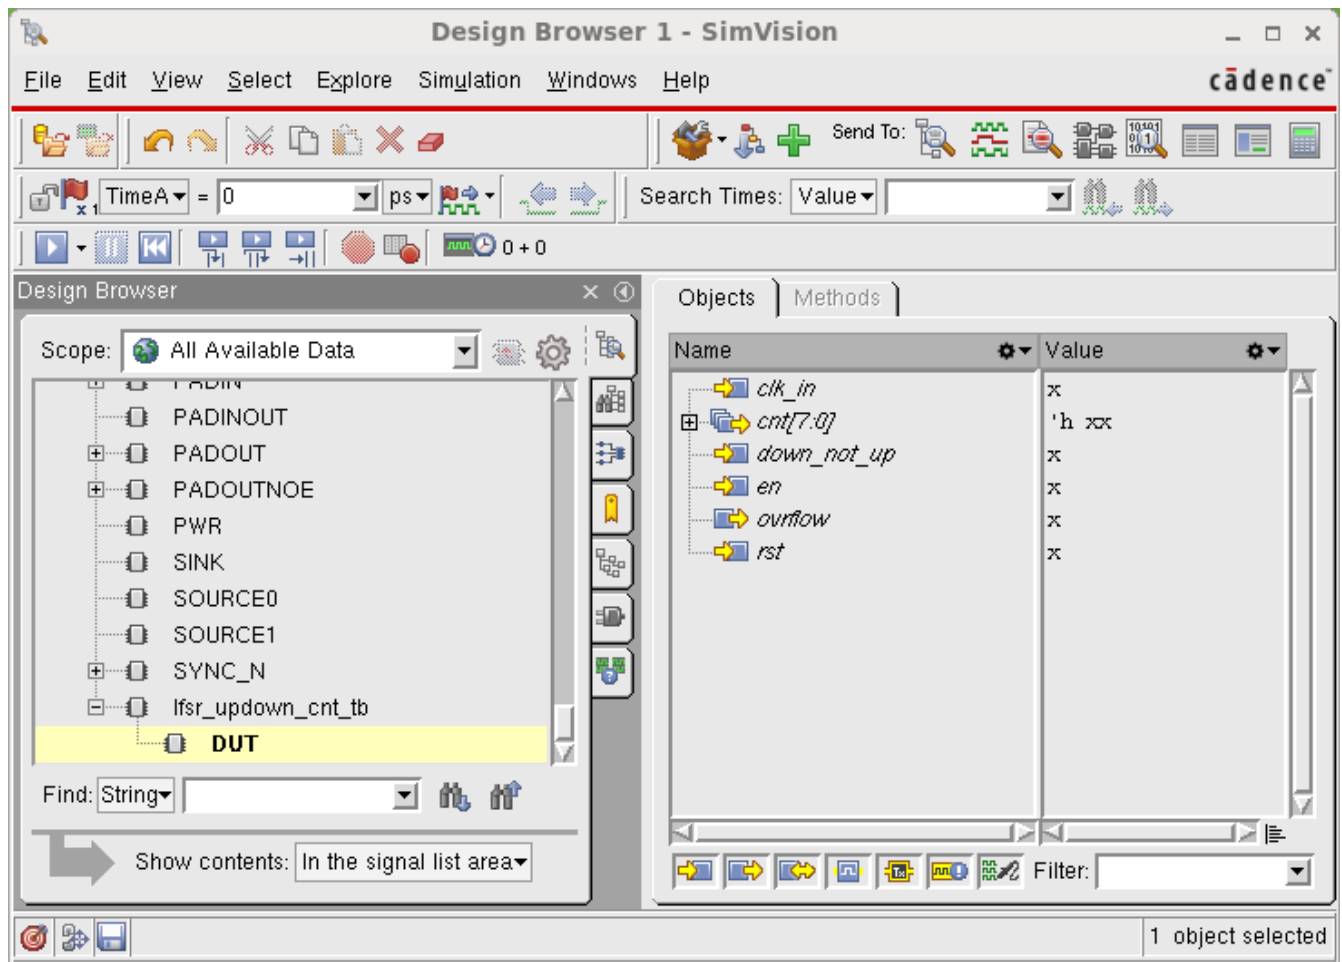 Design Browser 1 - SimVision
File Edit View Select Explore Simulation Windows Help
cādence
Send To:
TimeA = 0 ps
Search Times: Value
0 + 0
Design Browser
Scope: All Available Data
PADIN
PADINOUT
PADOUT
PADOUTNOE
PWR
SINK
SOURCE0
SOURCE1
SYNC_N
lfsr_updown_cnt_tb
DUT
Find: String
Show contents: In the signal list area
Objects Methods
Name Value
clk_in x
cnt[7:0] 'h xx
down_not_up x
en x
ovrflow x
rst x
Filter:
1 object selected